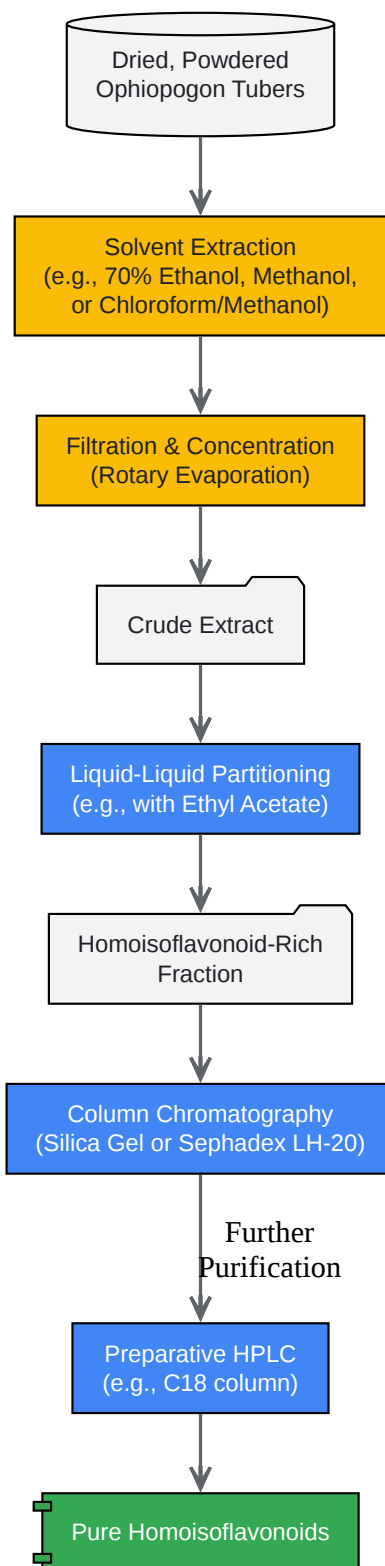 Dried, Powdered
Ophiopogon Tubers
Solvent Extraction
(e.g., 70% Ethanol, Methanol,
or Chloroform/Methanol)
Filtration & Concentration
(Rotary Evaporation)
Crude Extract
Liquid-Liquid Partitioning
(e.g., with Ethyl Acetate)
Homoisoflavonoid-Rich
Fraction
Column Chromatography
(Silica Gel or Sephadex LH-20)
Further
Purification
Preparative HPLC
(e.g., C18 column)
Pure Homoisoflavonoids